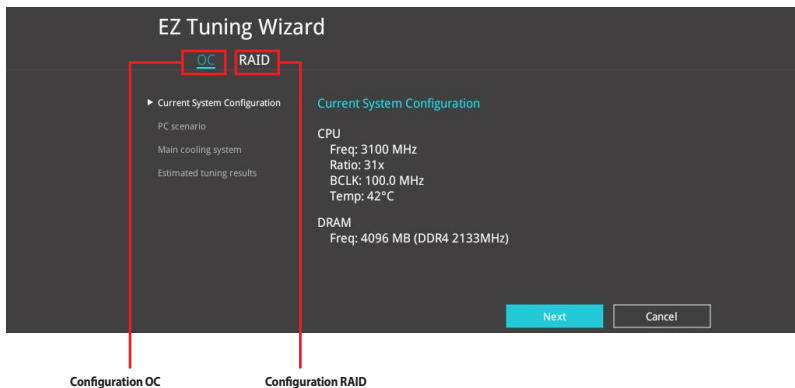 EZ Tuning Wizard
OC RAID
Current System Configuration
PC scenario
Main cooling system
Estimated tuning results
Current System Configuration
CPU
Freq: 3100 MHz
Ratio: 31x
BCLK: 100.0 MHz
Temp: 42°C
DRAM
Freq: 4096 MB (DDR4 2133MHz)
Next Cancel
Configuration OC Configuration RAID